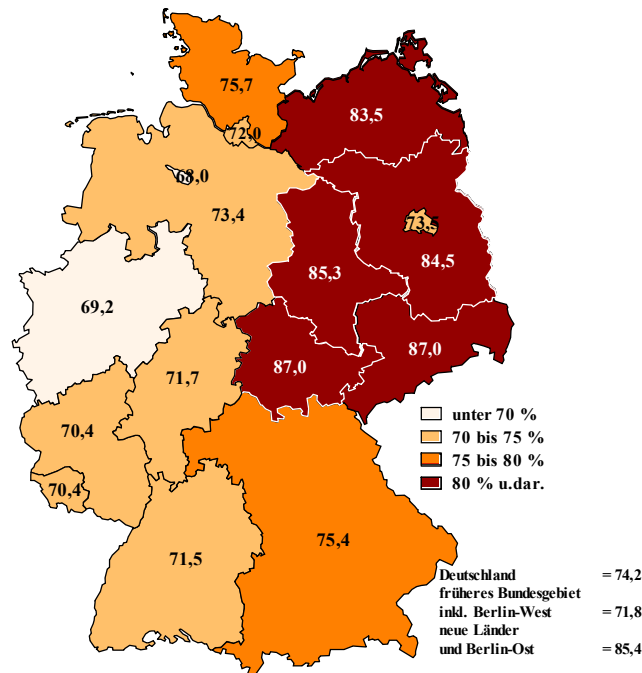 75,7
83,5
72,0
68,0
73,4
73,5
84,5
85,3
69,2
87,0
87,0
71,7
70,4
70,4
71,5
75,4
unter 70 %
70 bis 75 %
75 bis 80 %
80 % u.dar.
Deutschland = 74,2
früheres Bundesgebiet
inkl. Berlin-West = 71,8
neue Länder
und Berlin-Ost = 85,4